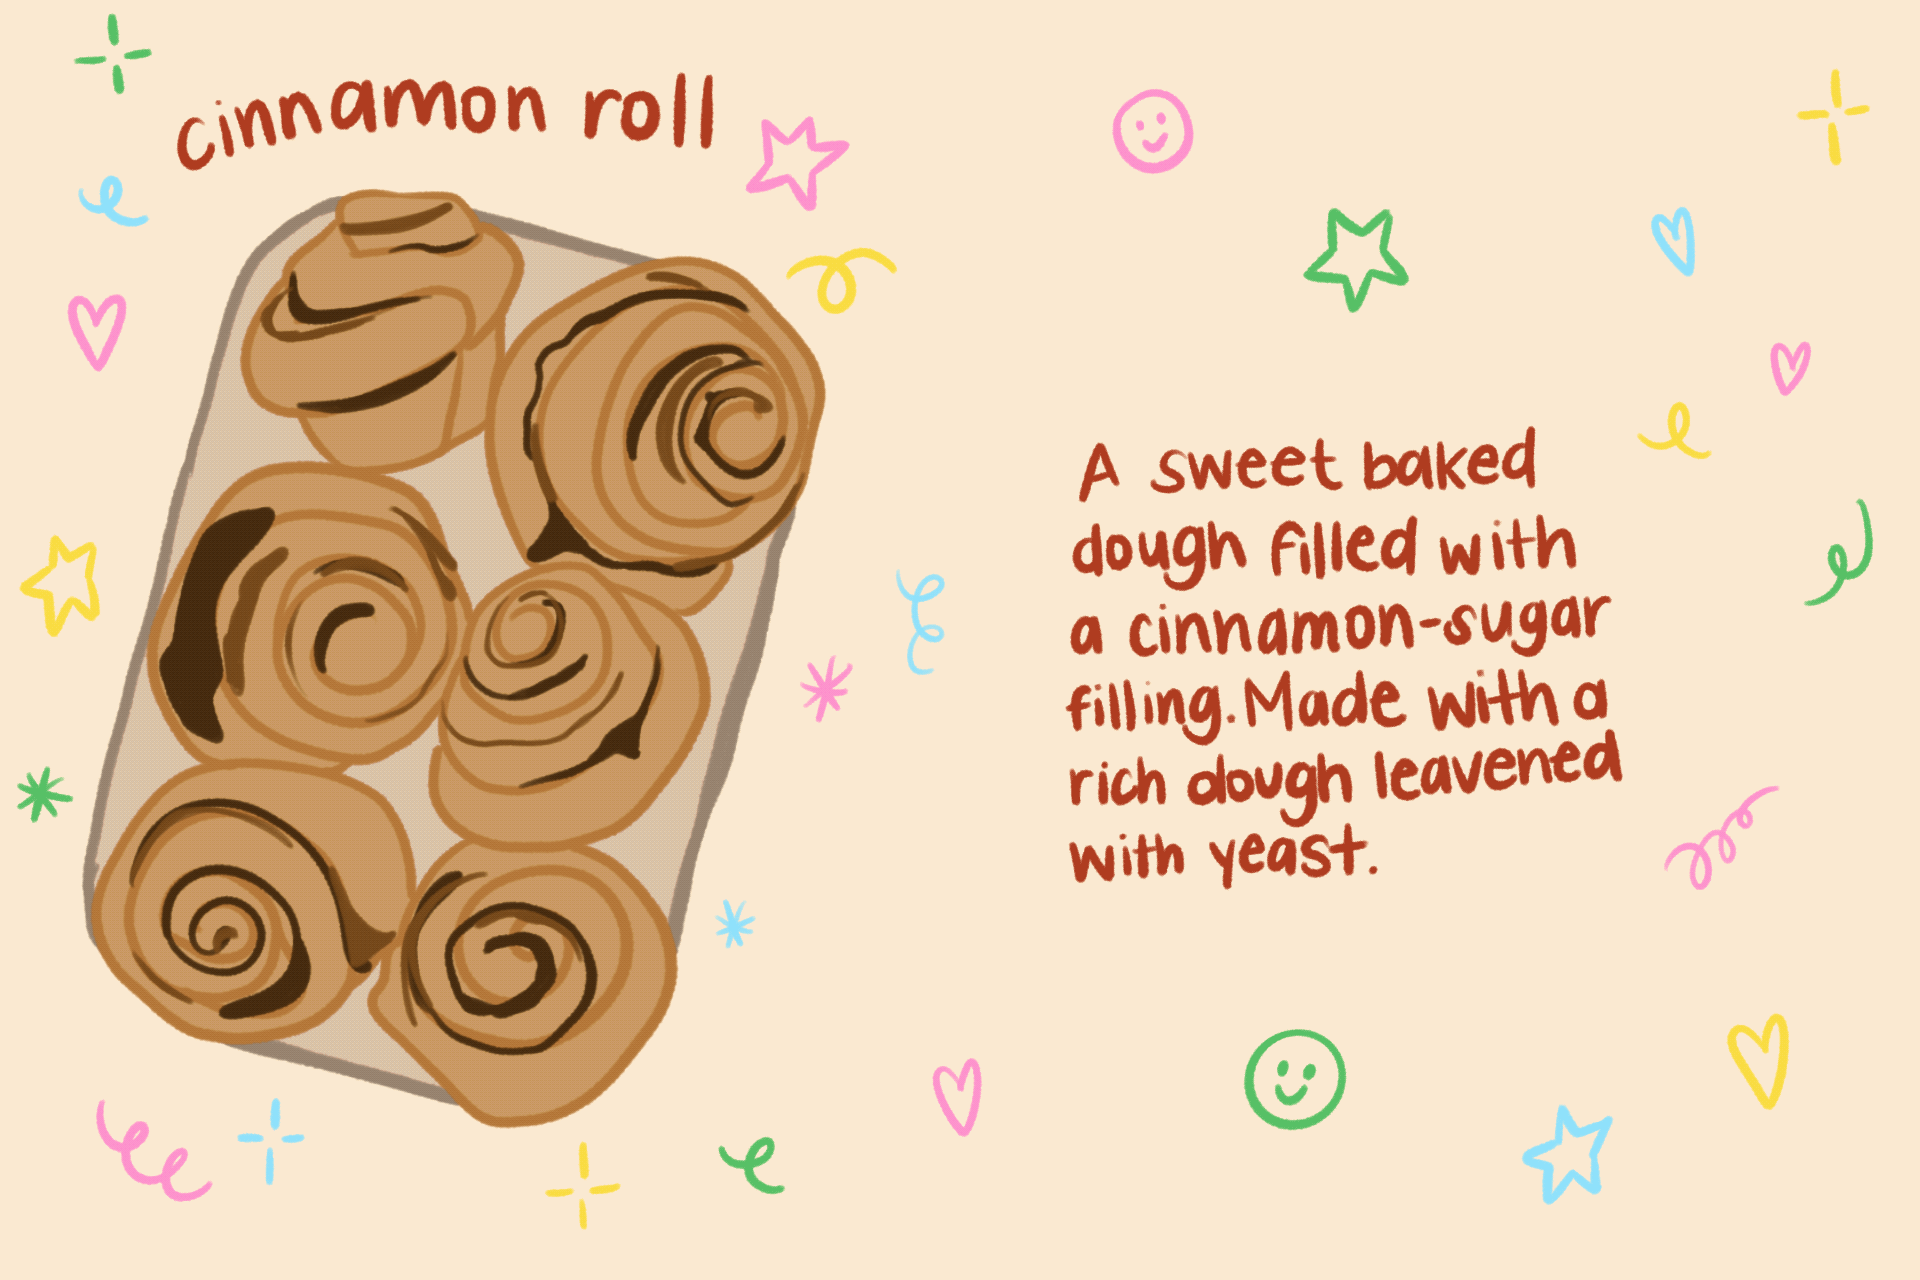 cinnamon roll
A sweet baked
dough filled with
a cinnamon-sugar
filling. Made with a
rich dough leavened
with yeast.